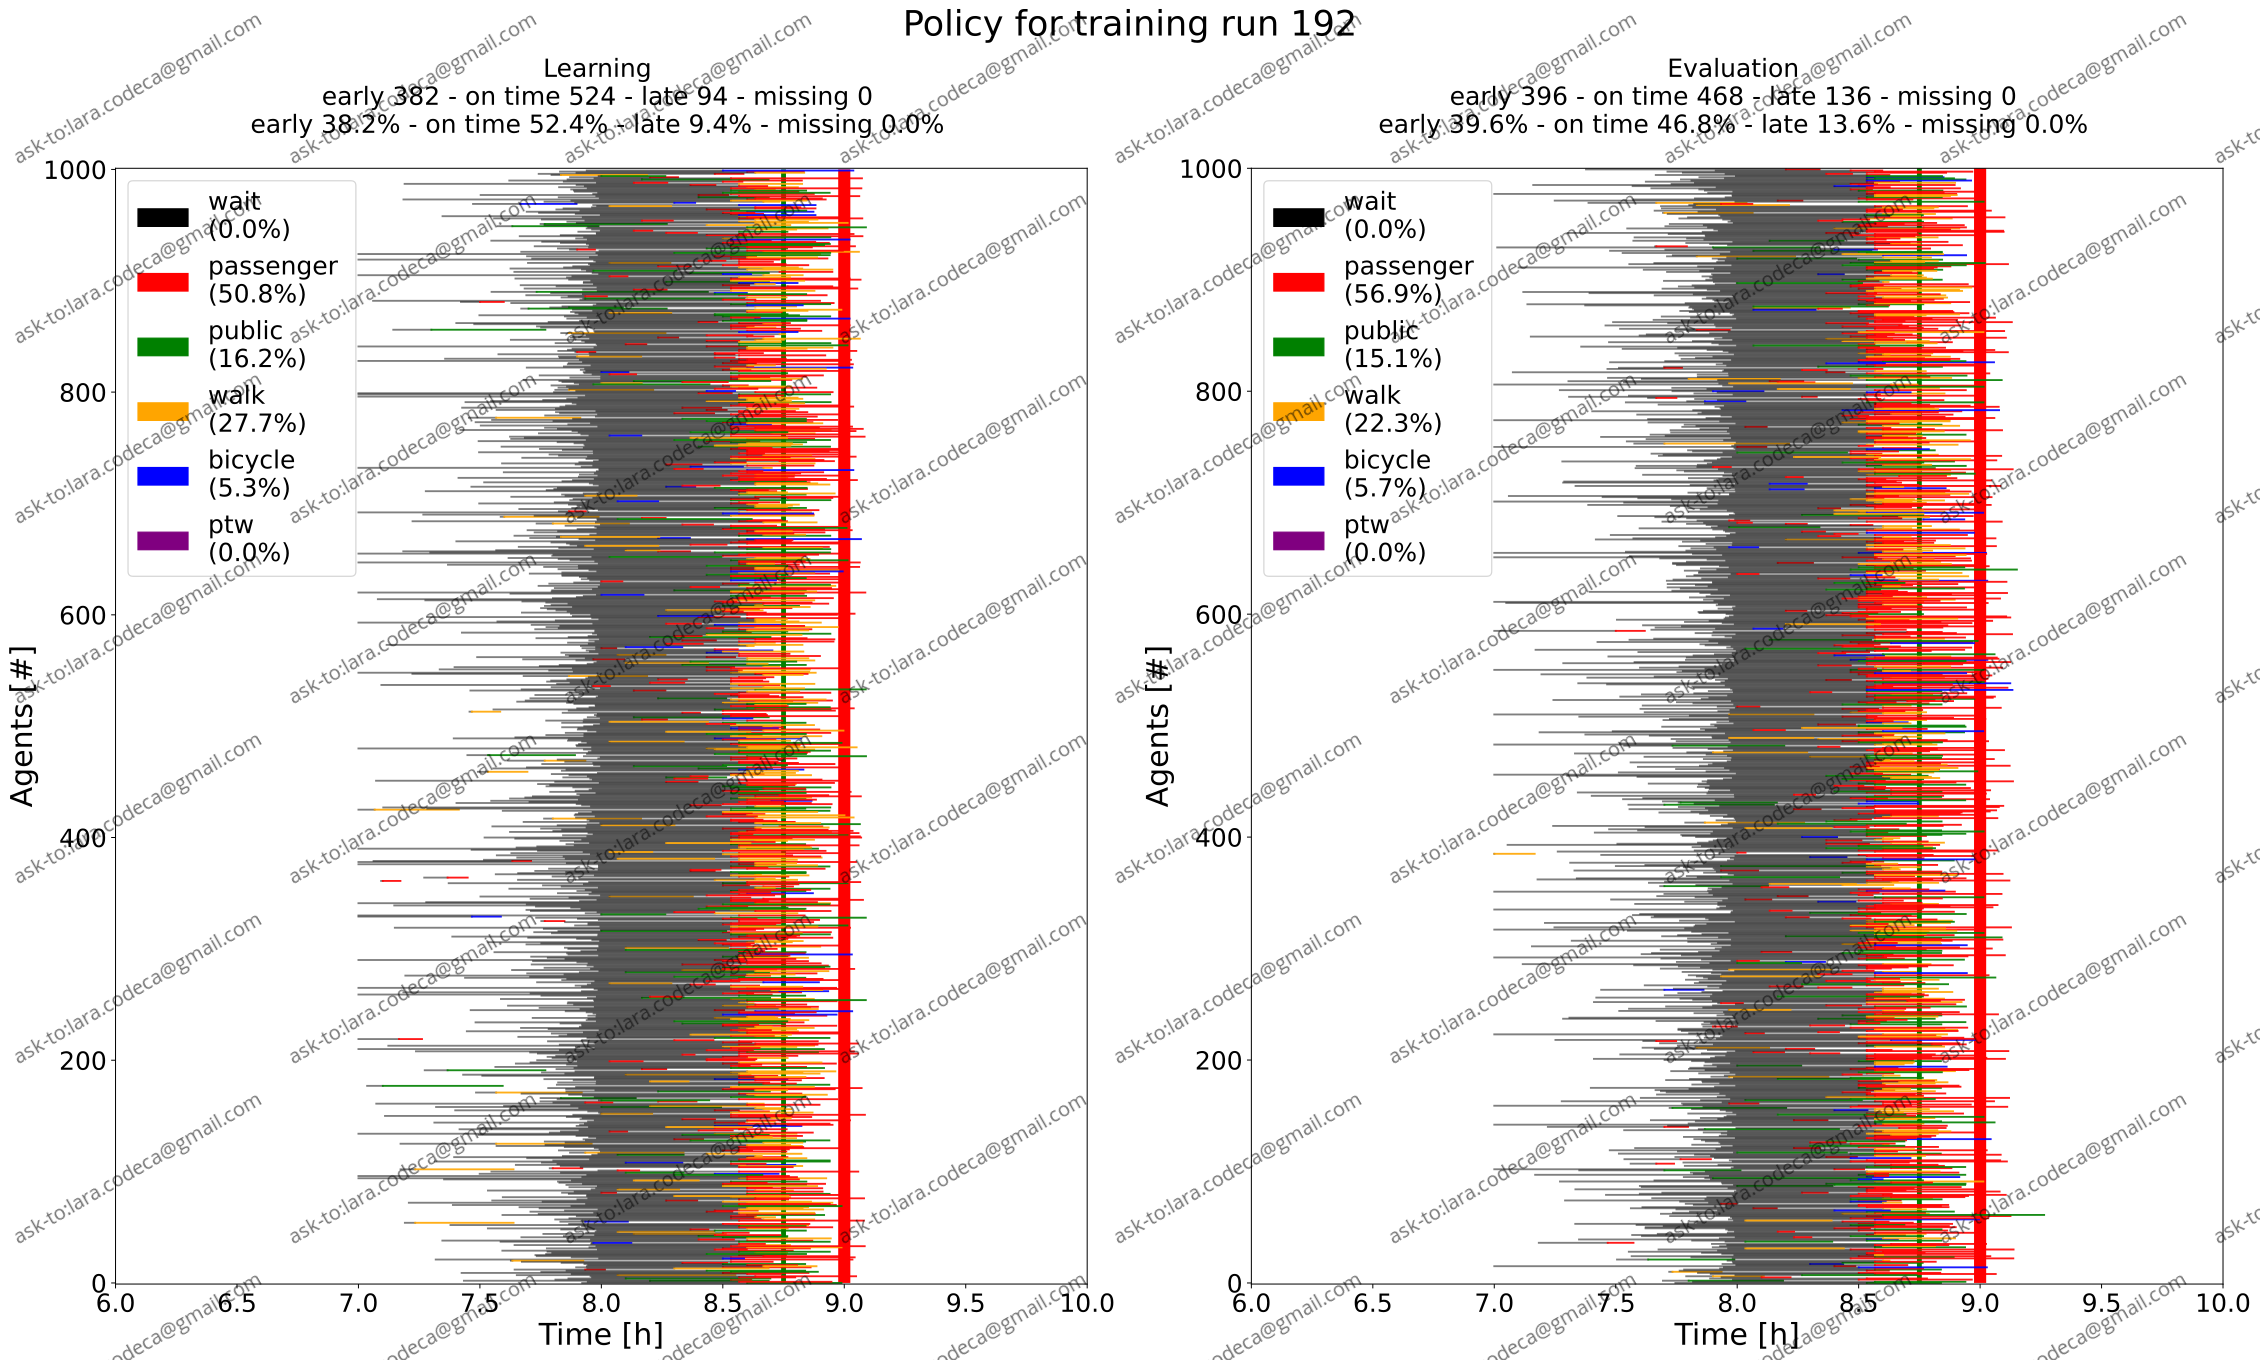 Policy for training run 192
Learning
early 382 - on time 524 - late 94 - missing 0
early 38.2% - on time 52.4% - late 9.4% - missing 0.0%
Evaluation
early 396 - on time 468 - late 136 - missing 0
early 39.6% - on time 46.8% - late 13.6% - missing 0.0%
1000
800
600
400
200
0
Agents [#]
wait
(0.0%)
passenger
(50.8%)
public
(16.2%)
walk
(27.7%)
bicycle
(5.3%)
ptw
(0.0%)
6.0 6.5 7.0 7.5 8.0 8.5 9.0 9.5 10.0
Time [h]
1000
800
600
400
200
0
Agents [#]
wait
(0.0%)
passenger
(56.9%)
public
(15.1%)
walk
(22.3%)
bicycle
(5.7%)
ptw
(0.0%)
6.0 6.5 7.0 7.5 8.0 8.5 9.0 9.5 10.0
Time [h]
ask-to:lara.codeca@gmail.com